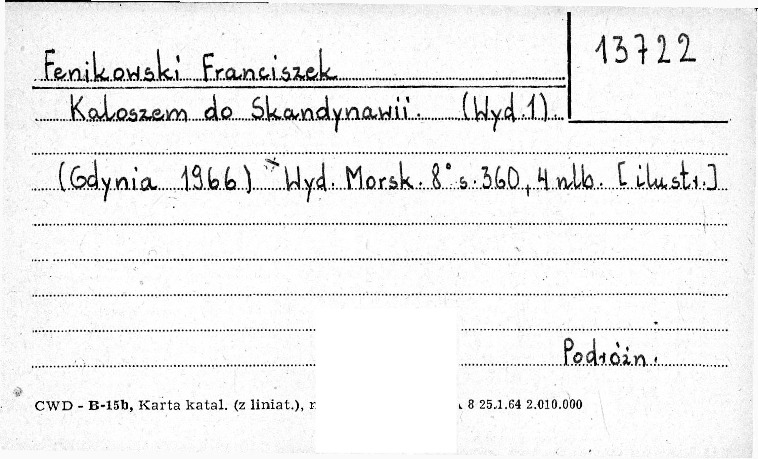 13722
Fenikowski Franciszek
Kaloszem do Skandynawii. (Wyd.1).
(Gdynia 1966) Wyd. Morsk. 8° s. 360, 4 nlb. [ilustr.]
Podróżn.
CWD - B-15b, Karta katal. (z liniat.), 8 25.1.64 2.010.000